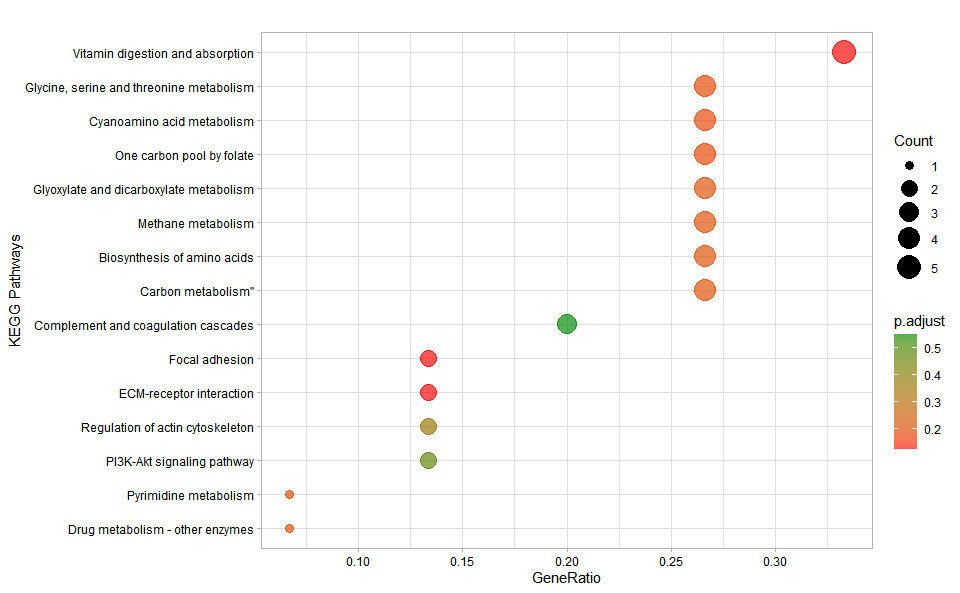 KEGG Pathways
Vitamin digestion and absorption
Glycine, serine and threonine metabolism
Cyanoamino acid metabolism
One carbon pool by folate
Glyoxylate and dicarboxylate metabolism
Methane metabolism
Biosynthesis of amino acids
Carbon metabolism"
Complement and coagulation cascades
Focal adhesion
ECM-receptor interaction
Regulation of actin cytoskeleton
PI3K-Akt signaling pathway
Pyrimidine metabolism
Drug metabolism - other enzymes
0.10 0.15 0.20 0.25 0.30
GeneRatio
Count
1
2
3
4
5
p.adjust
0.5
0.4
0.3
0.2